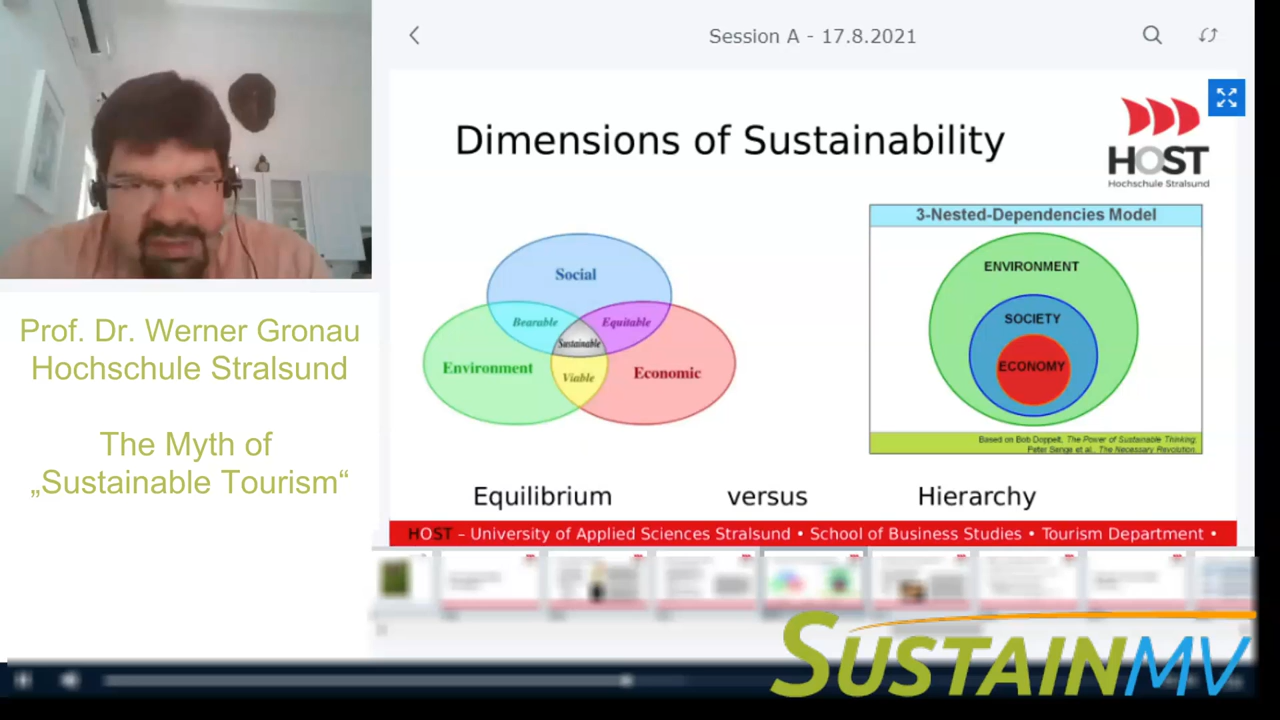 Session A - 17.8.2021
Dimensions of Sustainability
HOST
Hochschule Stralsund
Prof. Dr. Werner Gronau
Hochschule Stralsund
The Myth of
„Sustainable Tourism“
Social
Bearable
Equitable
Sustainable
Environment
Viable
Economic
3-Nested-Dependencies Model
ENVIRONMENT
SOCIETY
ECONOMY
Based on Bob Doppelt, The Power of Sustainable Thinking;
Peter Senge et al., The Necessary Revolution.
Equilibrium versus Hierarchy
HOST – University of Applied Sciences Stralsund • School of Business Studies • Tourism Department •
SUSTAINMV